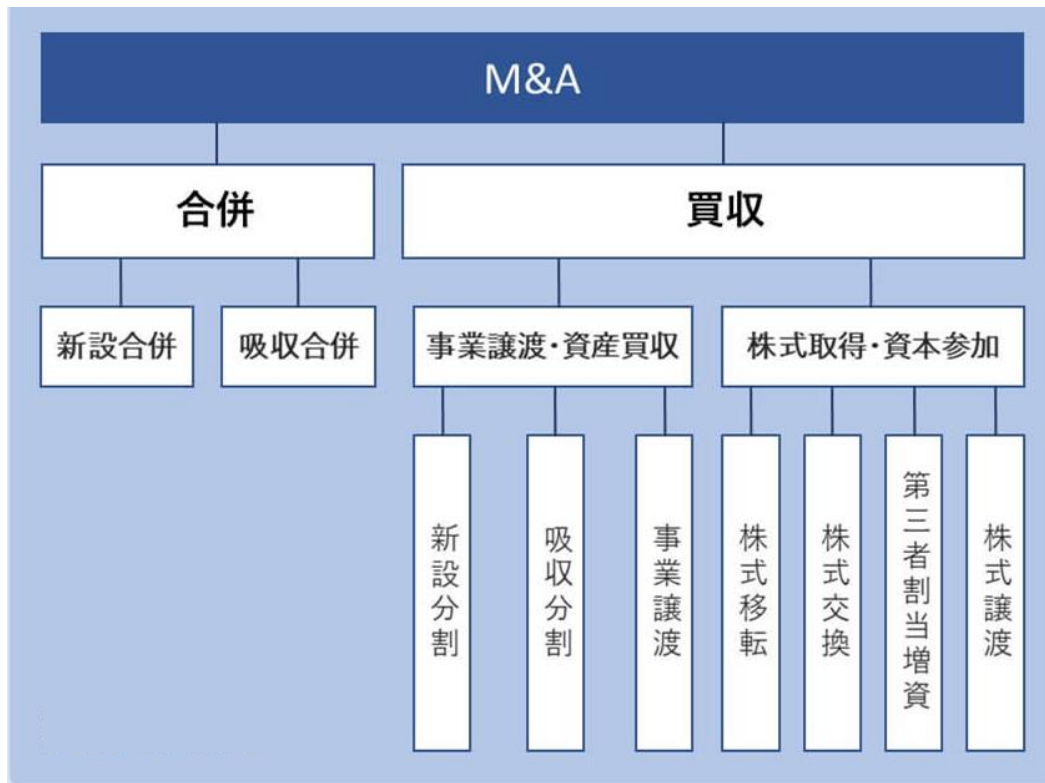 M&A
合併
買収
新設合併
吸収合併
事業譲渡・資産買収
株式取得・資本参加
新設分割
吸収分割
事業譲渡
株式移転
株式交換
第三者割当増資
株式譲渡